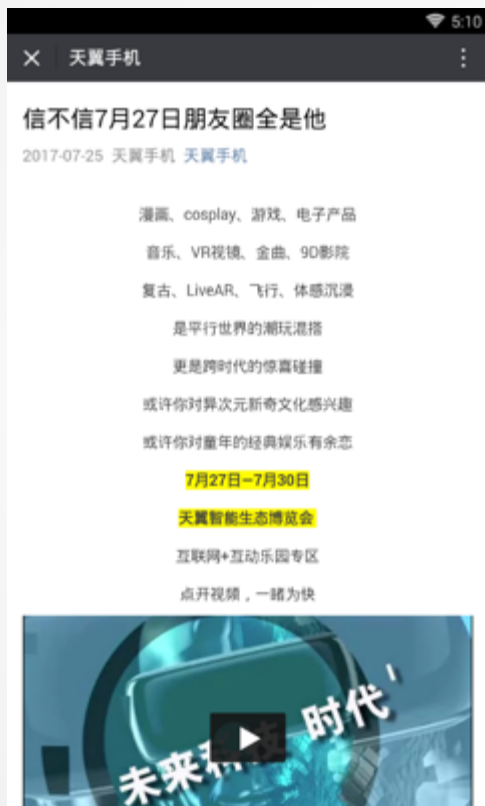 5:10
天翼手机
信不信7月27日朋友圈全是他
2017-07-25 天翼手机 天翼手机
漫画、cosplay、游戏、电子产品
音乐、VR视镜、金曲、9D影院
复古、LiveAR、飞行、体感沉浸
是平行世界的潮玩混搭
更是跨时代的惊喜碰撞
或许你对异次元新奇文化感兴趣
或许你对童年的经典娱乐有余恋
7月27日—7月30日
天翼智能生态博览会
互联网+互动乐园专区
点开视频，一睹为快
未来科技 时代